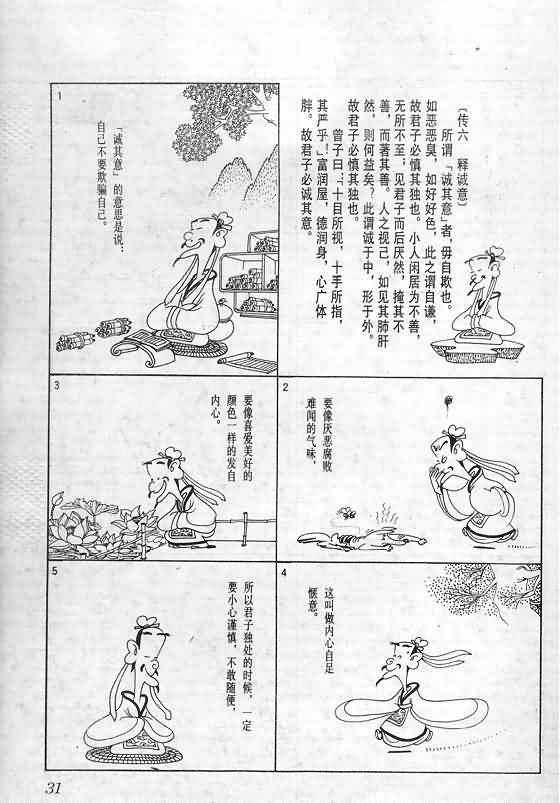 〔传六 释诚意〕
所谓「诚其意」者，毋自欺也。
如恶恶臭，如好好色，此之谓自谦，
故君子必慎其独也。小人闲居为不善，
无所不至；见君子而后厌然，掩其不
善，而著其善。人之视己，如见其肺肝
然，则何益矣？此谓诚于中，形于外。
故君子必慎其独也。
曾子曰：「十目所视，十手所指，
其严乎！」富润屋，德润身，心广体
胖。故君子必诚其意。
1
「诚其意」的意思是说：
自己不要欺骗自己。
2
要像厌恶腐败
难闻的气味，
3
要像喜爱美好的
颜色一样的发自
内心。
4
这叫做内心自足
惬意。
5
所以君子独处的时候，一定
要小心谨慎，不敢随便，
31